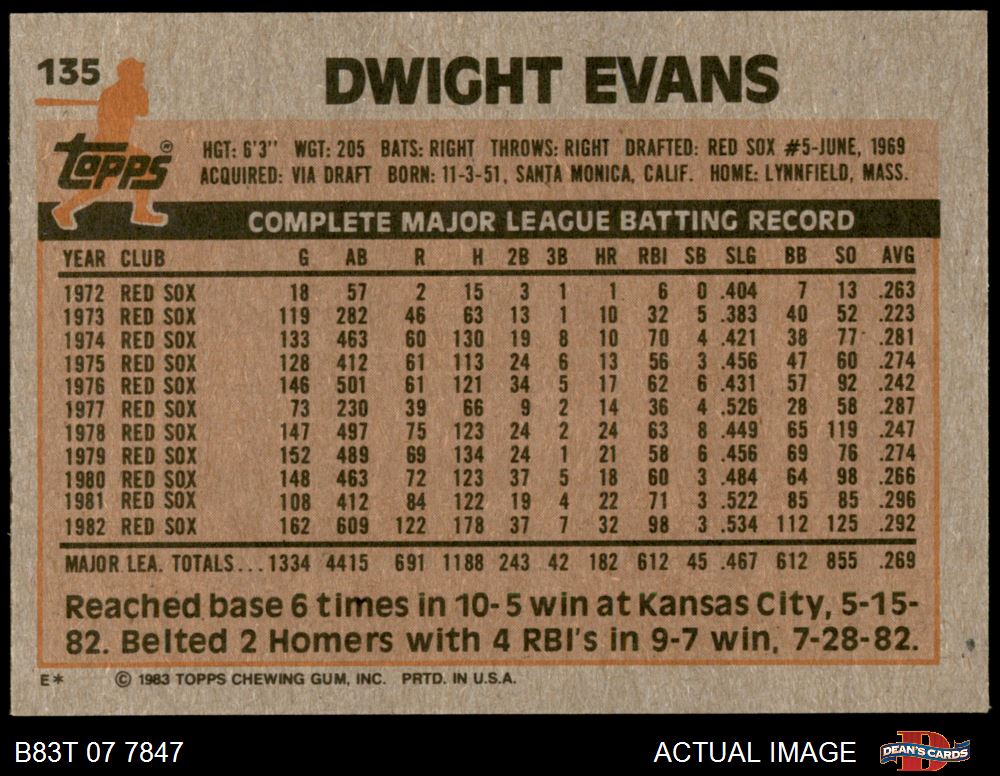 135
DWIGHT EVANS
Topps®
HGT: 6'3" WGT: 205 BATS: RIGHT THROWS: RIGHT DRAFTED: RED SOX #5-JUNE, 1969
ACQUIRED: VIA DRAFT BORN: 11-3-51, SANTA MONICA, CALIF. HOME: LYNNFIELD, MASS.
COMPLETE MAJOR LEAGUE BATTING RECORD
YEAR CLUB G AB R H 2B 3B HR RBI SB SLG BB SO AVG
1972 RED SOX 18 57 2 15 3 1 1 6 0 .404 7 13 .263
1973 RED SOX 119 282 46 63 13 1 10 32 5 .383 40 52 .223
1974 RED SOX 133 463 60 130 19 8 10 70 4 .421 38 77 .281
1975 RED SOX 128 412 61 113 24 6 13 56 3 .456 47 60 .274
1976 RED SOX 146 501 61 121 34 5 17 62 6 .431 57 92 .242
1977 RED SOX 73 230 39 66 9 2 14 36 4 .526 28 58 .287
1978 RED SOX 147 497 75 123 24 2 24 63 8 .449 65 119 .247
1979 RED SOX 152 489 69 134 24 1 21 58 6 .456 69 76 .274
1980 RED SOX 148 463 72 123 37 5 18 60 3 .484 64 98 .266
1981 RED SOX 108 412 84 122 19 4 22 71 3 .522 85 85 .296
1982 RED SOX 162 609 122 178 37 7 32 98 3 .534 112 125 .292
MAJOR LEA. TOTALS... 1334 4415 691 1188 243 42 182 612 45 .467 612 855 .269
Reached base 6 times in 10-5 win at Kansas City, 5-15-
82. Belted 2 Homers with 4 RBI's in 9-7 win, 7-28-82.
E* © 1983 TOPPS CHEWING GUM, INC. PRTD. IN U.S.A.
B83T 07 7847 ACTUAL IMAGE DEAN'S CARDS